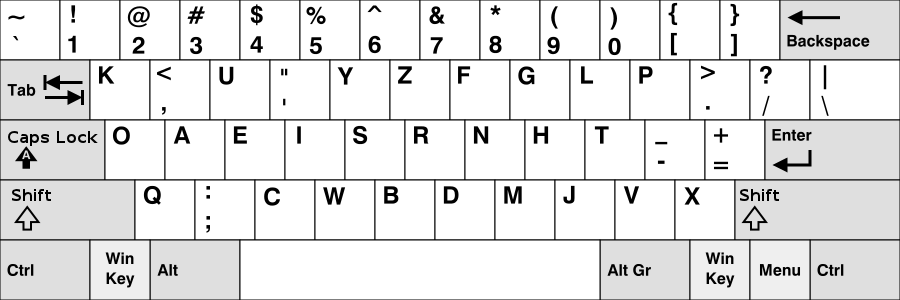 ~ ! @ # $ % ^ & * ( ) { }
` 1 2 3 4 5 6 7 8 9 0 [ ] Backspace
Tab K < U " Y Z F G L P > ? |
, ' . / \
Caps Lock O A E I S R N H T _ + Enter
A - =
Shift Q : C W B D M J V X Shift
;
Ctrl Win Key Alt Alt Gr Win Key Menu Ctrl